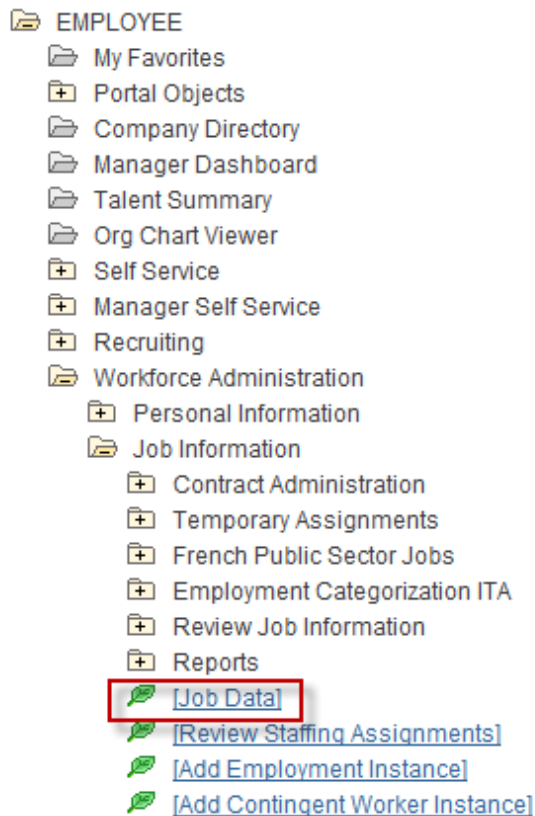 EMPLOYEE
My Favorites
Portal Objects
Company Directory
Manager Dashboard
Talent Summary
Org Chart Viewer
Self Service
Manager Self Service
Recruiting
Workforce Administration
Personal Information
Job Information
Contract Administration
Temporary Assignments
French Public Sector Jobs
Employment Categorization ITA
Review Job Information
Reports
[Job Data]
[Review Staffing Assignments]
[Add Employment Instance]
[Add Contingent Worker Instance]